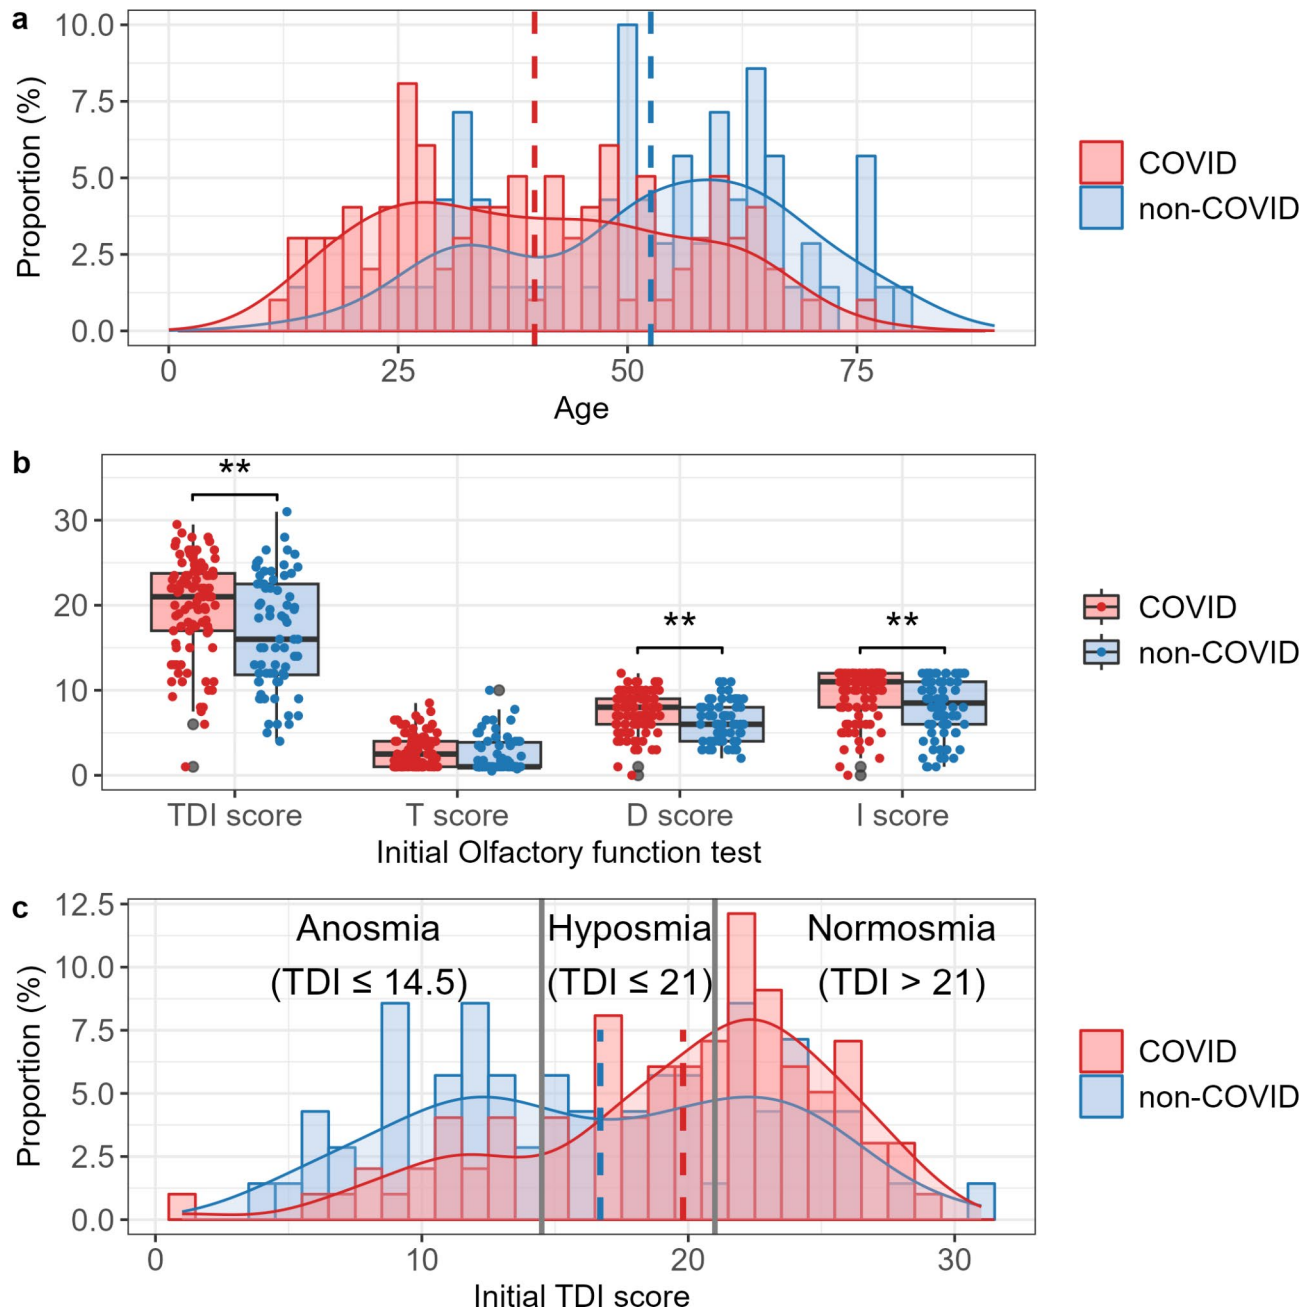 a
10.0
7.5
5.0
2.5
0.0
Proportion (%)
0 25 50 75
Age
COVID
non-COVID
b
30
20
10
0
** ** **
TDI score T score D score I score
Initial Olfactory function test
COVID
non-COVID
c
12.5
10.0
7.5
5.0
2.5
0.0
Proportion (%)
Anosmia Hyposmia Normosmia
(TDI ≤ 14.5) (TDI ≤ 21) (TDI > 21)
0 10 20 30
Initial TDI score
COVID
non-COVID